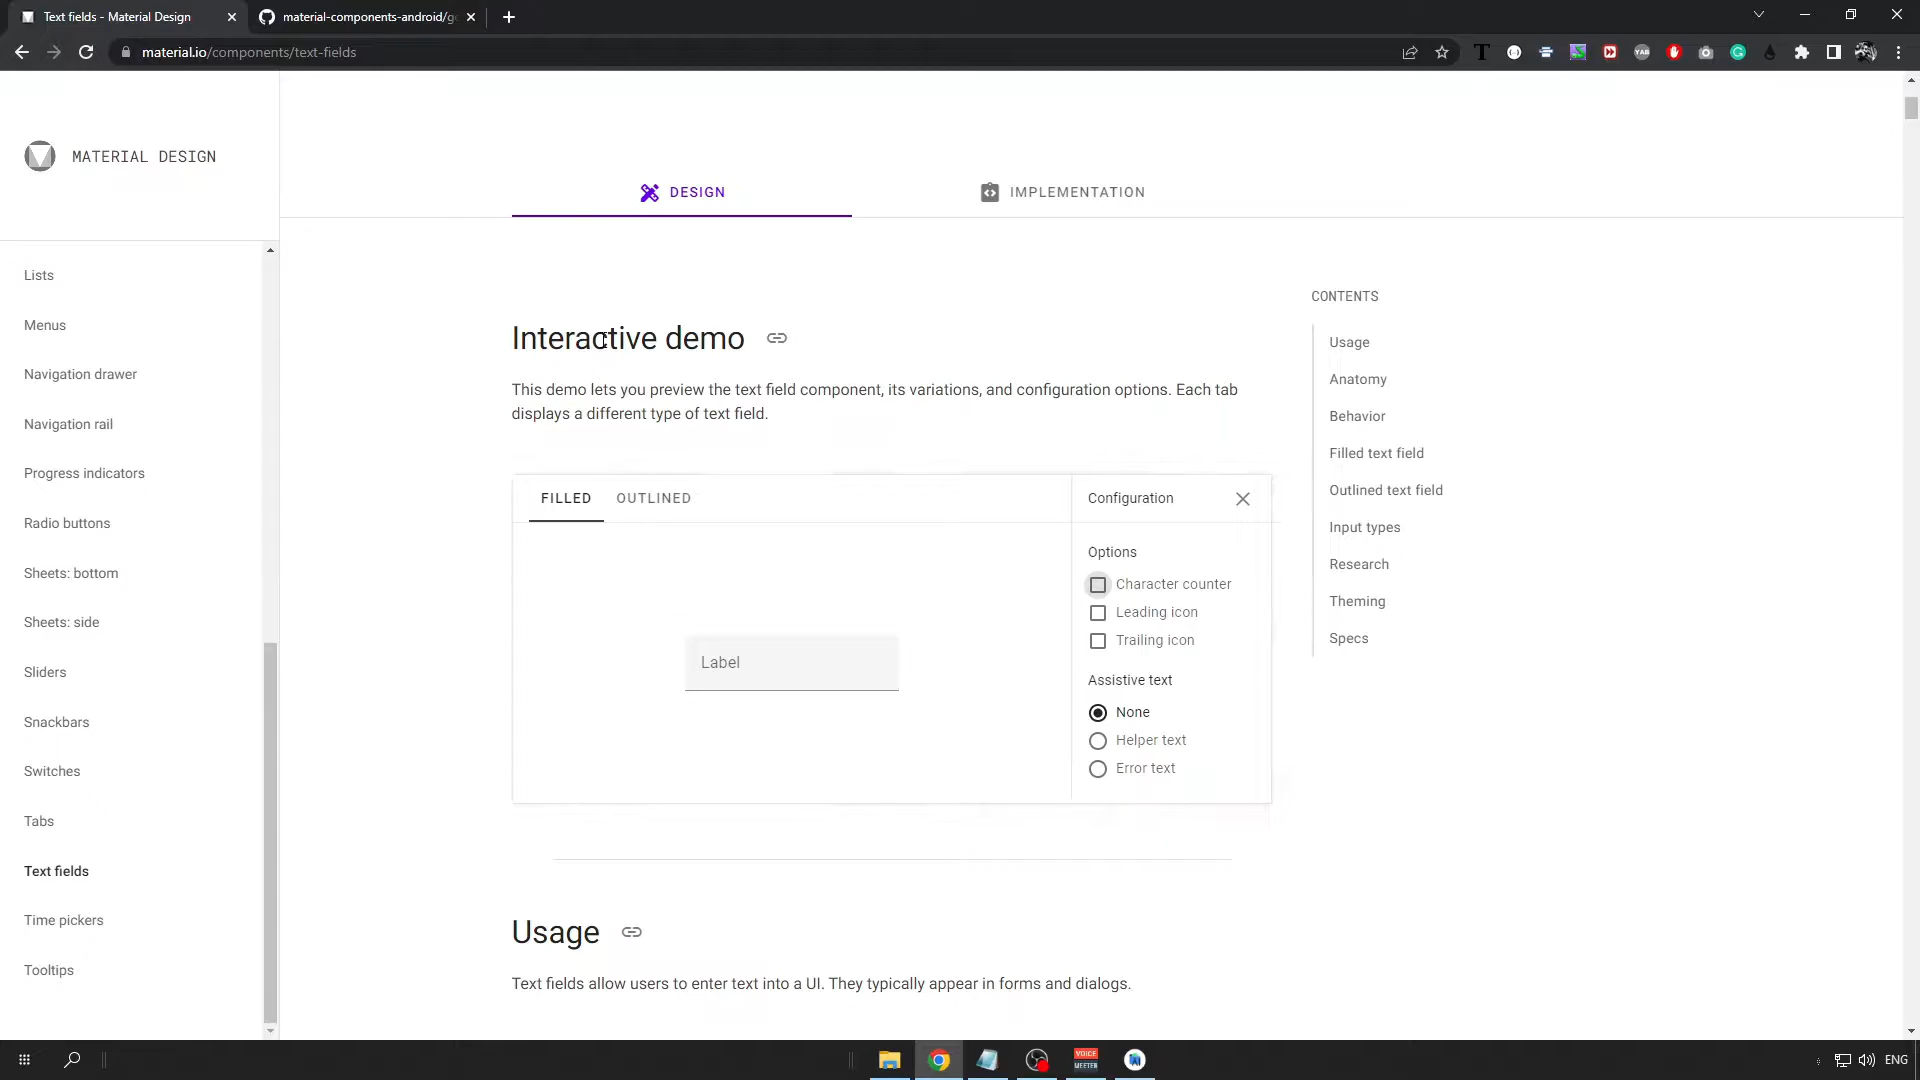 Text fields - Material Design
material-components-android/ge
material.io/components/text-fields
MATERIAL DESIGN
DESIGN
IMPLEMENTATION
Lists
Menus
Navigation drawer
Navigation rail
Progress indicators
Radio buttons
Sheets: bottom
Sheets: side
Sliders
Snackbars
Switches
Tabs
Text fields
Time pickers
Tooltips
Interactive demo
This demo lets you preview the text field component, its variations, and configuration options. Each tab
displays a different type of text field.
FILLED
OUTLINED
Label
Configuration
Options
Character counter
Leading icon
Trailing icon
Assistive text
None
Helper text
Error text
Usage
Text fields allow users to enter text into a UI. They typically appear in forms and dialogs.
CONTENTS
Usage
Anatomy
Behavior
Filled text field
Outlined text field
Input types
Research
Theming
Specs
VOICE
MEETER
ENG